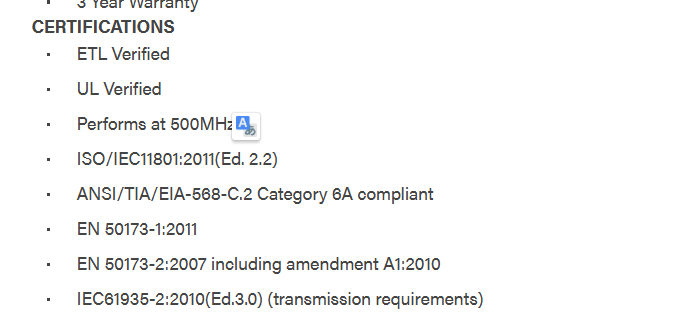 3 Year Warranty
CERTIFICATIONS
ETL Verified
UL Verified
Performs at 500MHz
ISO/IEC11801:2011(Ed. 2.2)
ANSI/TIA/EIA-568-C.2 Category 6A compliant
EN 50173-1:2011
EN 50173-2:2007 including amendment A1:2010
IEC61935-2:2010(Ed.3.0) (transmission requirements)